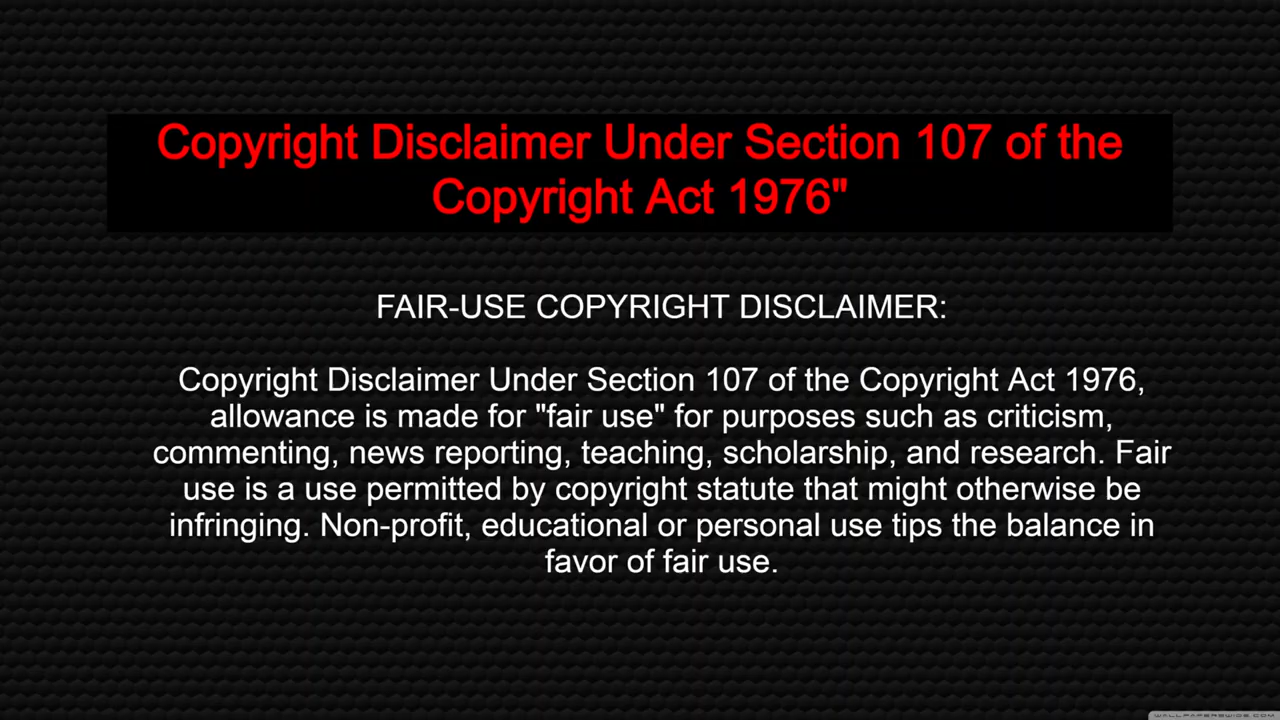 Copyright Disclaimer Under Section 107 of the
Copyright Act 1976"
FAIR-USE COPYRIGHT DISCLAIMER:
Copyright Disclaimer Under Section 107 of the Copyright Act 1976,
allowance is made for "fair use" for purposes such as criticism,
commenting, news reporting, teaching, scholarship, and research. Fair
use is a use permitted by copyright statute that might otherwise be
infringing. Non-profit, educational or personal use tips the balance in
favor of fair use.
WALLPAPERSWIDE.COM